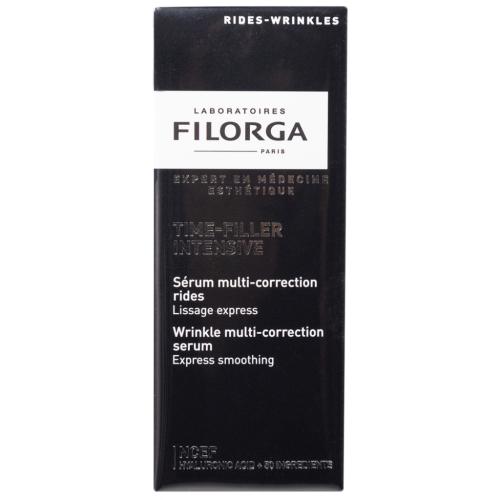 RIDES-WRINKLES
LABORATOIRES
FILORGA
PARIS
EXPERT EN MÉDECINE
ESTHÉTIQUE
TIME-FILLER
INTENSIVE
Sérum multi-correction
rides
Lissage express
Wrinkle multi-correction
serum
Express smoothing
NCEF
HYALURONIC ACID + 50 INGREDIENTS